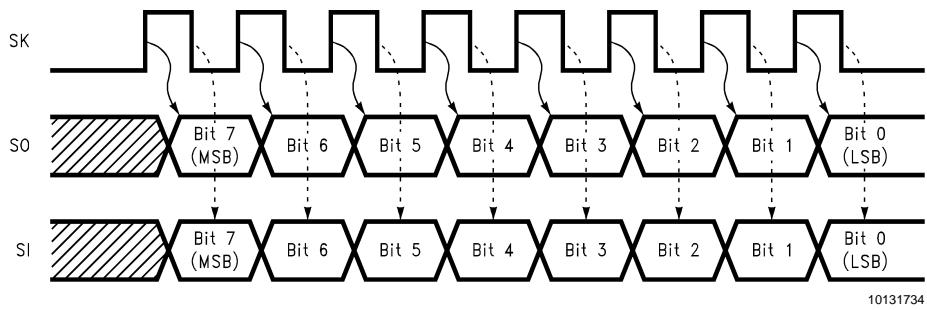 SK
SO
Bit 7
(MSB)
Bit 6
Bit 5
Bit 4
Bit 3
Bit 2
Bit 1
Bit 0
(LSB)
SI
Bit 7
(MSB)
Bit 6
Bit 5
Bit 4
Bit 3
Bit 2
Bit 1
Bit 0
(LSB)
10131734